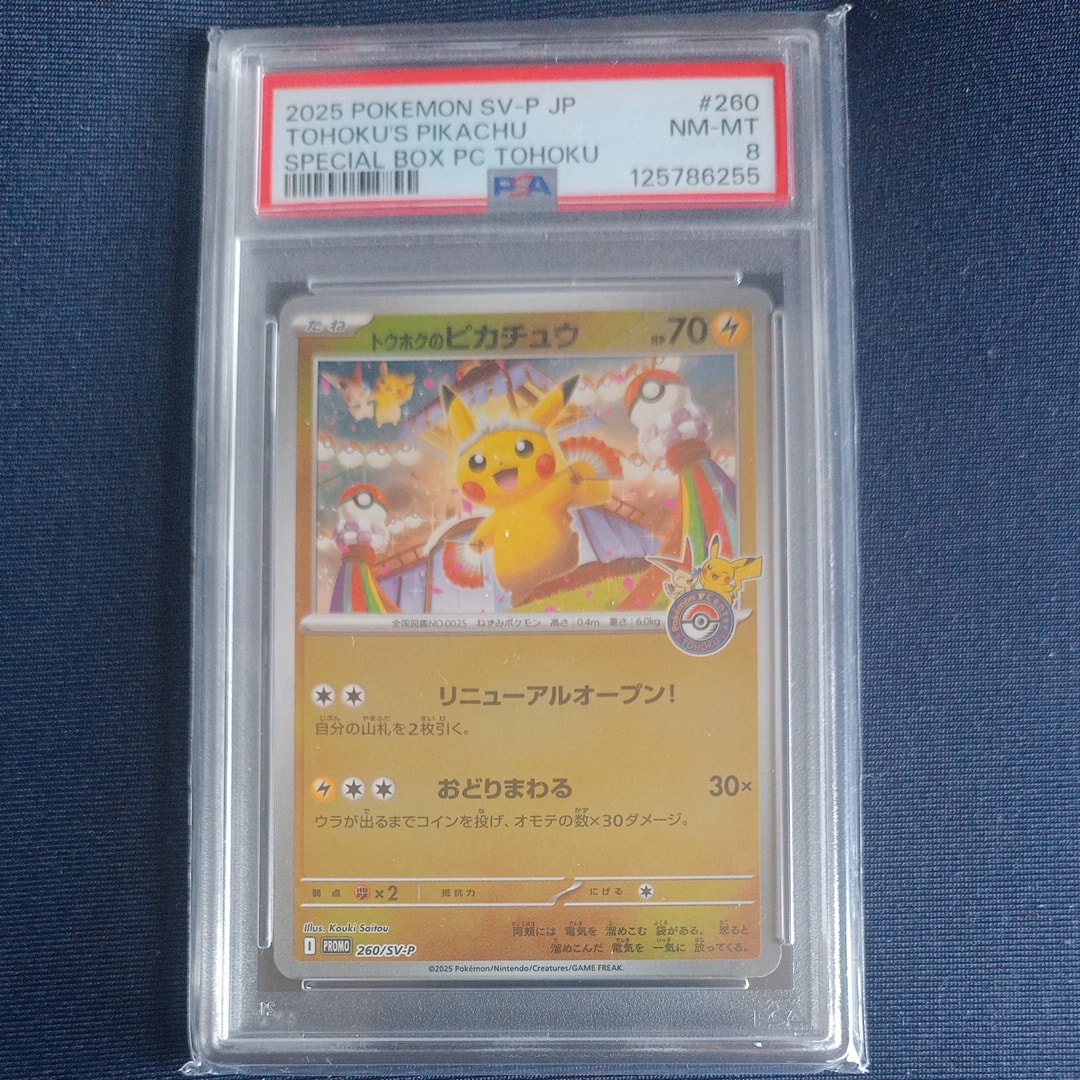 2025 POKEMON SV-P JP #260
TOHOKU'S PIKACHU NM-MT
SPECIAL BOX PC TOHOKU 8
PSA 125786255
たね
トウホクのピカチュウ HP70
Pokémon Center
TOHOKU
全国図鑑NO.0025 ねずみポケモン 高さ:0.4m 重さ:6.0kg
リニューアルオープン!
自分の山札を2枚引く。
おどりまわる 30×
ウラが出るまでコインを投げ、オモテの数×30ダメージ。
弱点 ×2 抵抗力 にげる
Illus. Kouki Saitou
I PROMO 260/SV-P
両頬には 電気を 溜めこむ 袋がある。 怒ると
溜めこんだ 電気を 一気に 放ってくる。
©2025 Pokémon/Nintendo/Creatures/GAME FREAK.